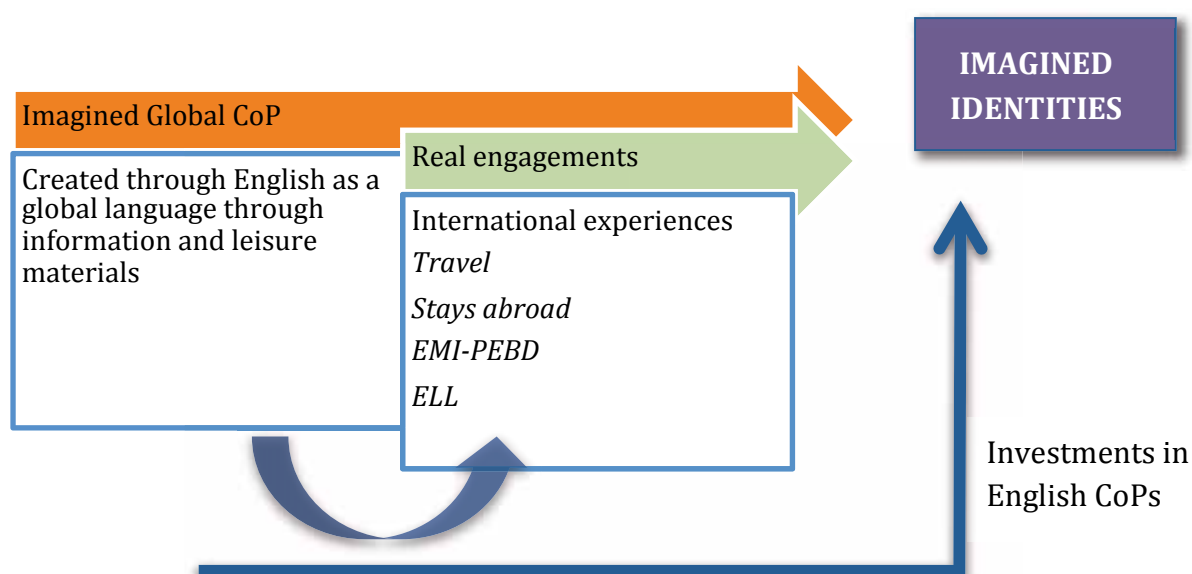 IMAGINED
IDENTITIES
Imagined Global CoP
Real engagements
Created through English as a
global language through
information and leisure
materials
International experiences
Travel
Stays abroad
EMI-PEBD
ELL
Investments in
English CoPs